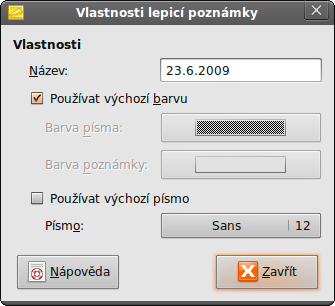 Vlastnosti lepicí poznámky
Vlastnosti
Název: 23.6.2009
Používat výchozí barvu
Barva písma:
Barva poznámky:
Používat výchozí písmo
Písmo: Sans 12
Nápověda Zavřít